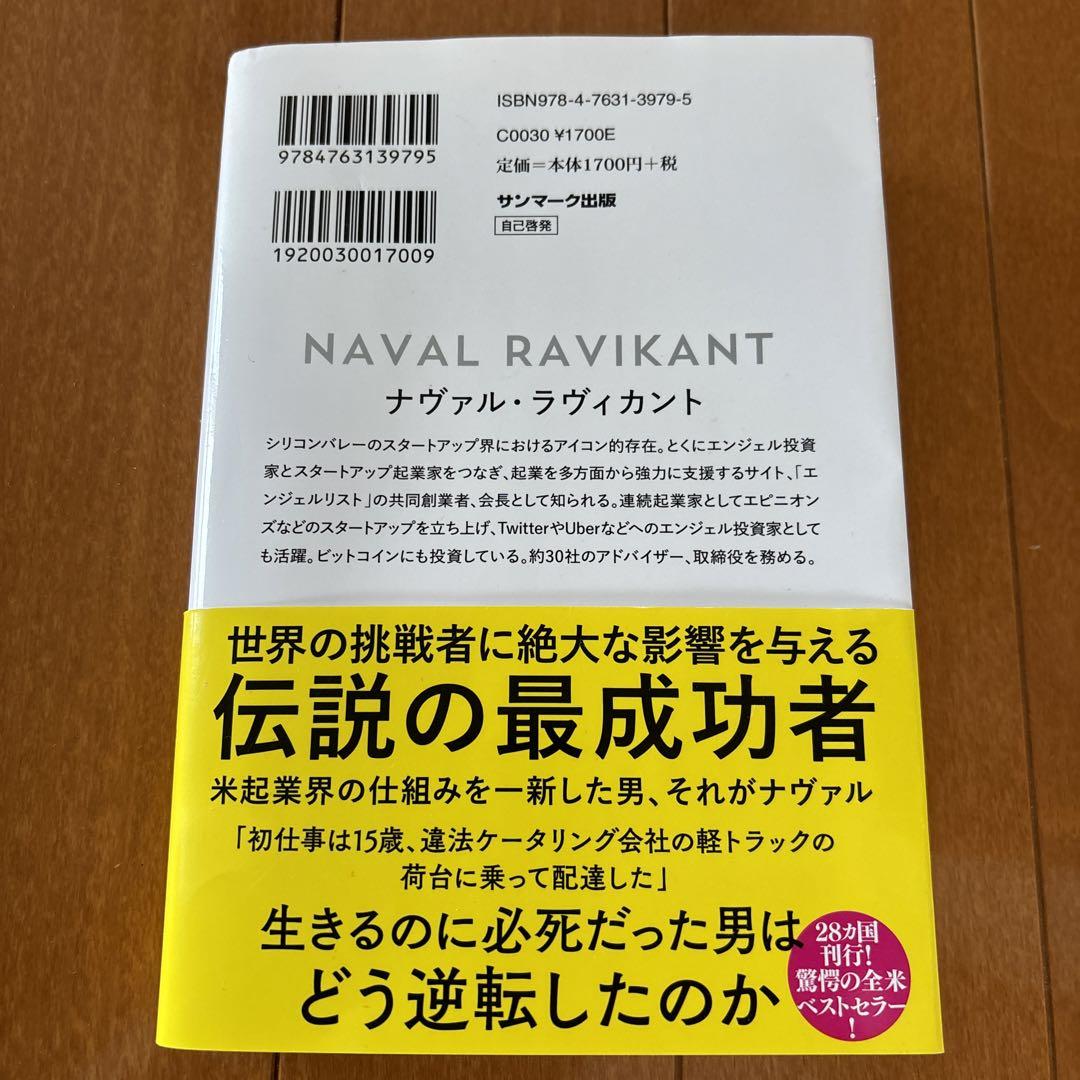 ISBN978-4-7631-3979-5
9784763139795
C0030 ¥1700E
定価=本体1700円+税
サンマーク出版
自己啓発
1920030017009
NAVAL RAVIKANT
ナヴァル・ラヴィカント
シリコンバレーのスタートアップ界におけるアイコン的存在。とくにエンジェル投資
家とスタートアップ起業家をつなぎ、起業を多方面から強力に支援するサイト、「エ
ンジェルリスト」の共同創業者、会長として知られる。連続起業家としてエピニオン
ズなどのスタートアップを立ち上げ、TwitterやUberなどへのエンジェル投資家として
も活躍。ビットコインにも投資している。約30社のアドバイザー、取締役を務める。
世界の挑戦者に絶大な影響を与える
伝説の最成功者
米起業界の仕組みを一新した男、それがナヴァル
「初仕事は15歳、違法ケータリング会社の軽トラックの
荷台に乗って配達した」
生きるのに必死だった男は
どう逆転したのか
28カ国
刊行!
驚愕の全米
ベストセラー
!